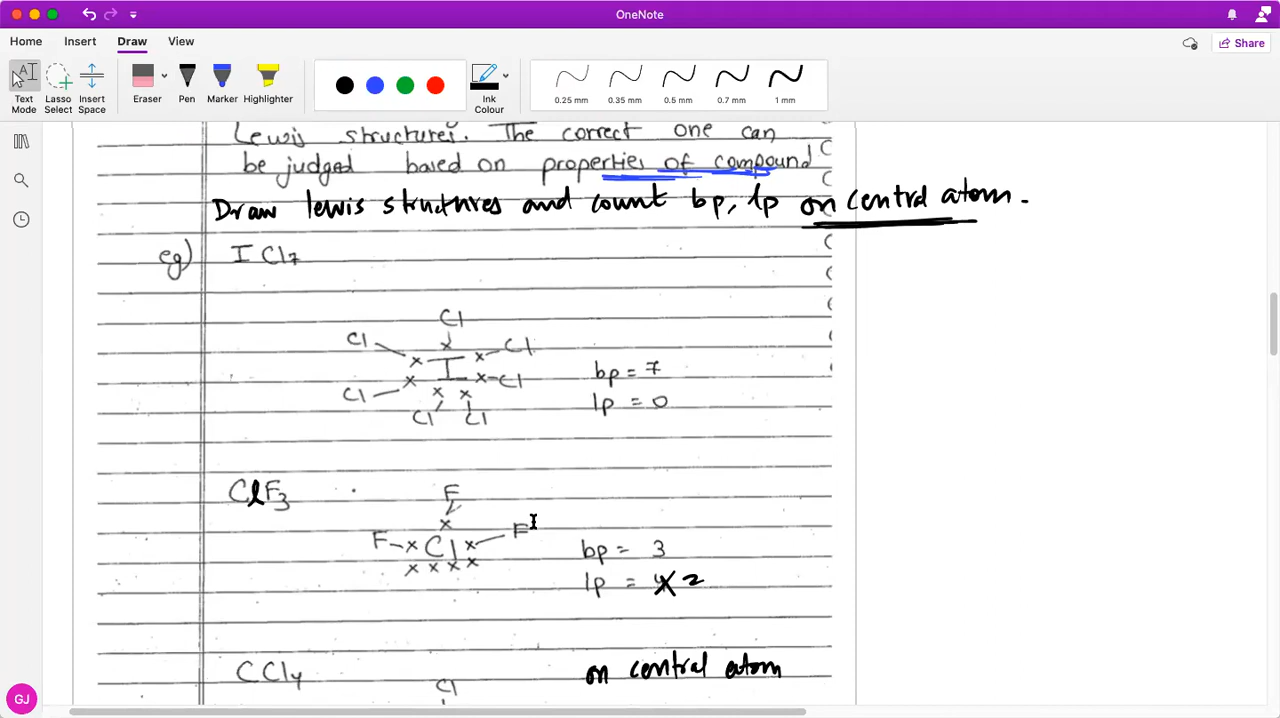 OneNote
Home Insert Draw View
Share
Text Mode
Lasso Select
Insert Space
Eraser
Pen
Marker
Highlighter
Ink Colour
0.25 mm
0.35 mm
0.5 mm
0.7 mm
1 mm
Lewis structures. The correct one can
be judged based on properties of compound
Draw lewis structures and count bp, lp on central atom.
eg) ICl7
Cl
Cl Cl
I
Cl Cl
Cl Cl
bp = 7
lp = 0
ClF3
F
F Cl F
bp = 3
lp = 4 2
CCl4
on central atom
Cl
GJ